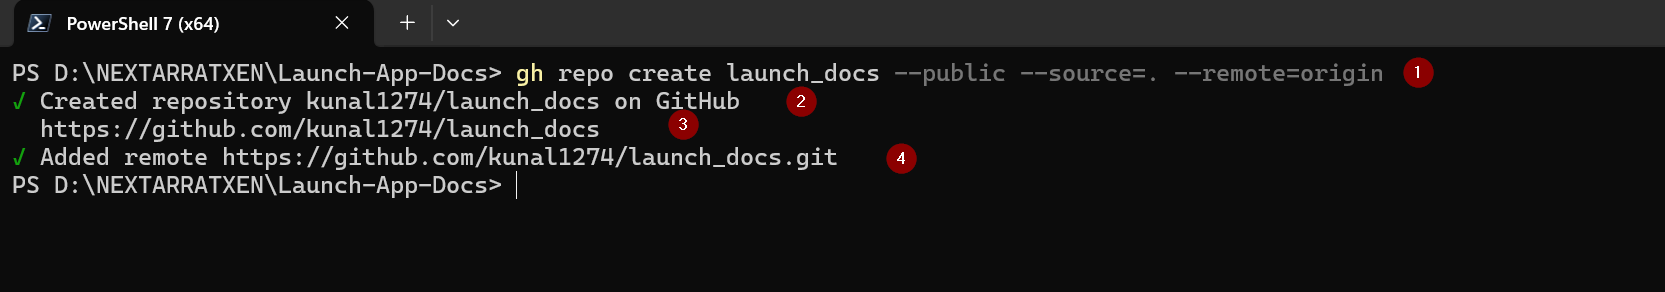 PowerShell 7 (x64)
PS D:\NEXTARRATXEN\Launch-App-Docs> gh repo create launch_docs --public --source=. --remote=origin 1
✓ Created repository kunal1274/launch_docs on GitHub 2
https://github.com/kunal1274/launch_docs 3
✓ Added remote https://github.com/kunal1274/launch_docs.git 4
PS D:\NEXTARRATXEN\Launch-App-Docs>